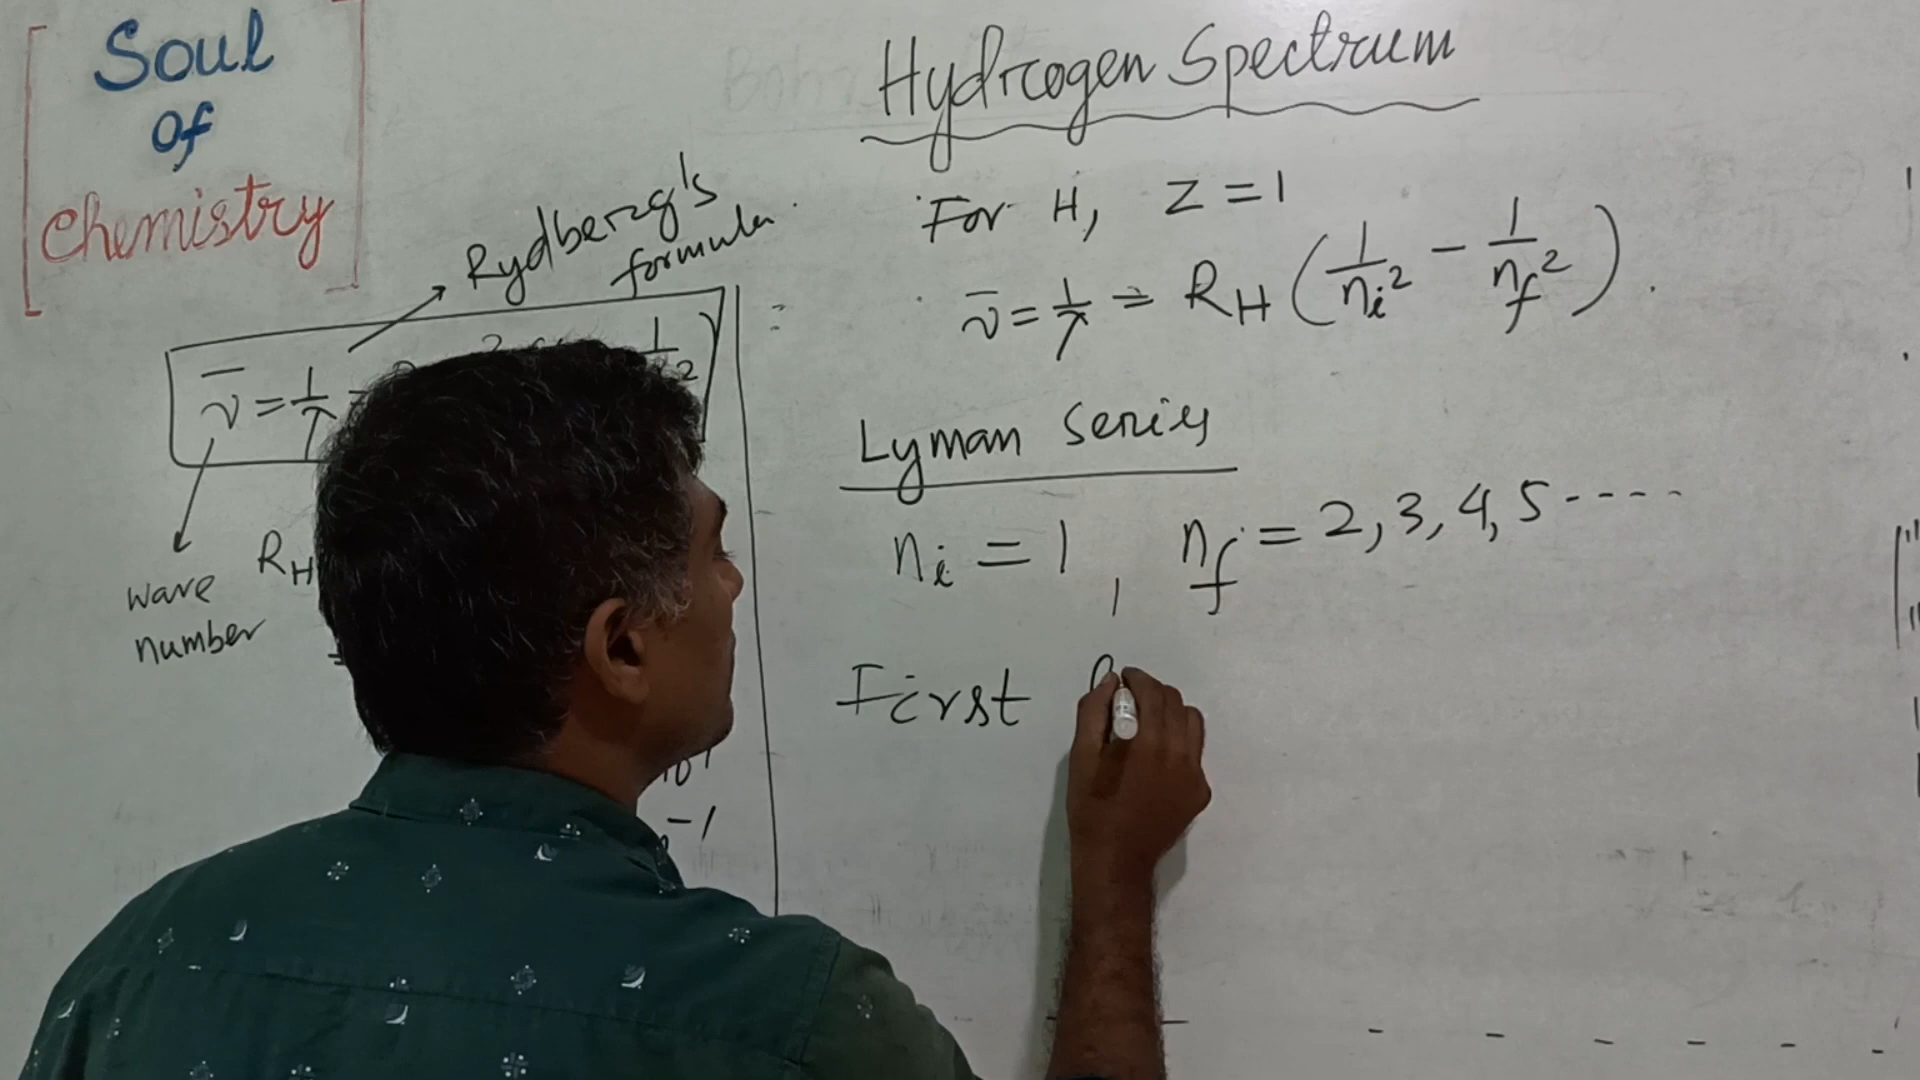 Soul
Of
Chemistry
Rydberg's
formula
ν̄ = 1/λ =
wave
number
R_H
Hydrogen Spectrum
For H, Z = 1
ν̄ = 1/λ = R_H (1/n_i² - 1/n_f²)
Lyman Series
n_i = 1, n_f = 2, 3, 4, 5 ----
First